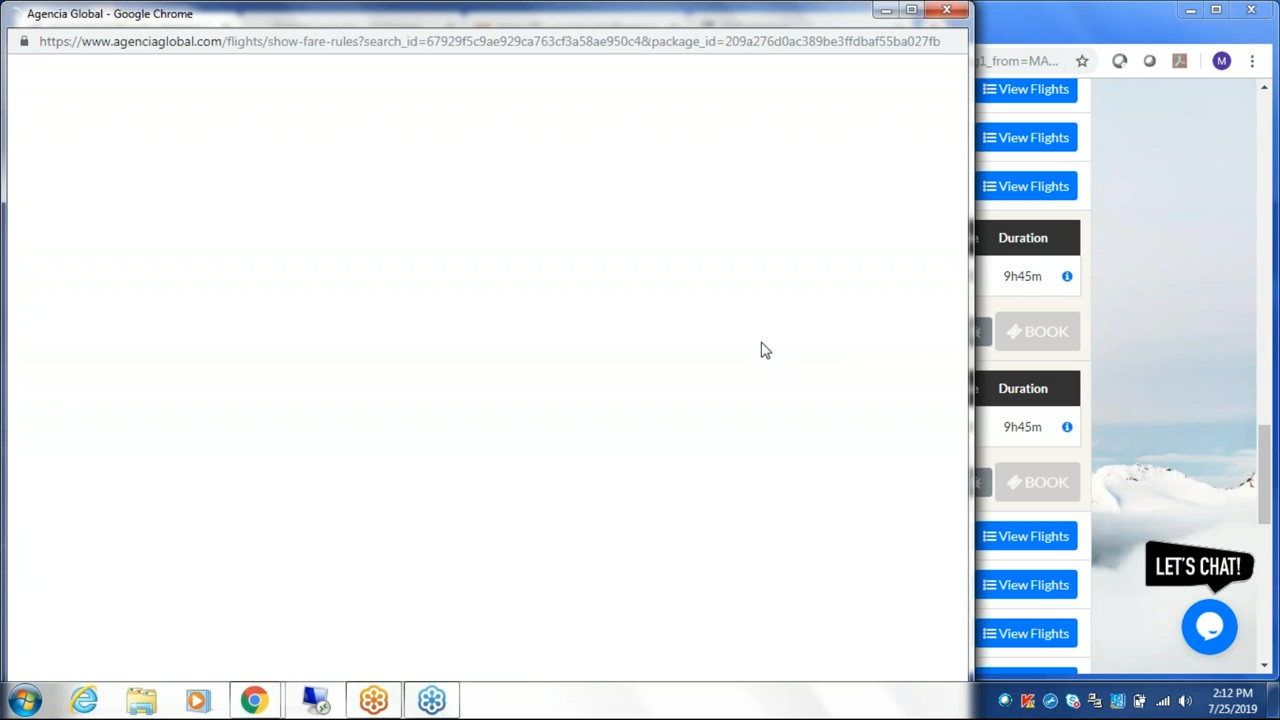 Agencia Global - Google Chrome
https://www.agenciaglobal.com/flights/show-fare-rules?search_id=67929f5c9ae929ca763cf3a58ae950c4&package_id=209a276d0ac389be3ffdbaf55ba027fb
g1_from=MA...
M
View Flights
View Flights
View Flights
Duration
9h45m
BOOK
Duration
9h45m
BOOK
View Flights
LET'S CHAT!
View Flights
View Flights
2:12 PM
7/25/2019